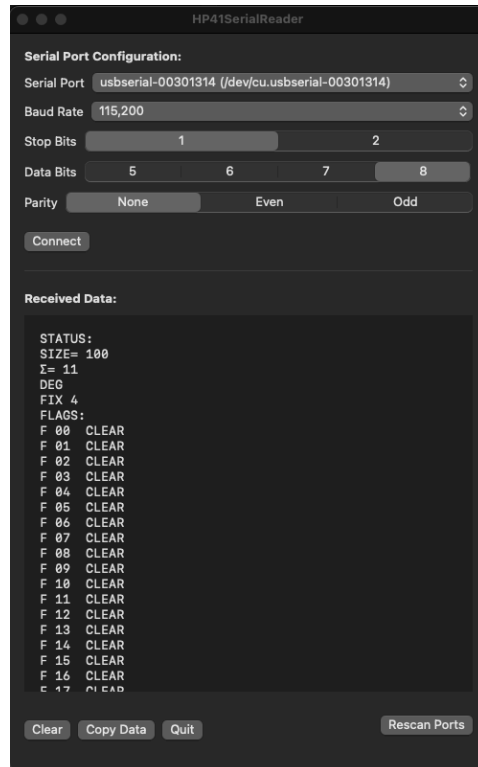 HP41SerialReader
Serial Port Configuration:
Serial Port usbserial-00301314 (/dev/cu.usbserial-00301314)
Baud Rate 115,200
Stop Bits 1 2
Data Bits 5 6 7 8
Parity None Even Odd
Connect
Received Data:
STATUS:
SIZE= 100
Σ= 11
DEG
FIX 4
FLAGS:
F 00 CLEAR
F 01 CLEAR
F 02 CLEAR
F 03 CLEAR
F 04 CLEAR
F 05 CLEAR
F 06 CLEAR
F 07 CLEAR
F 08 CLEAR
F 09 CLEAR
F 10 CLEAR
F 11 CLEAR
F 12 CLEAR
F 13 CLEAR
F 14 CLEAR
F 15 CLEAR
F 16 CLEAR
F 17 CLEAR
Clear Copy Data Quit Rescan Ports